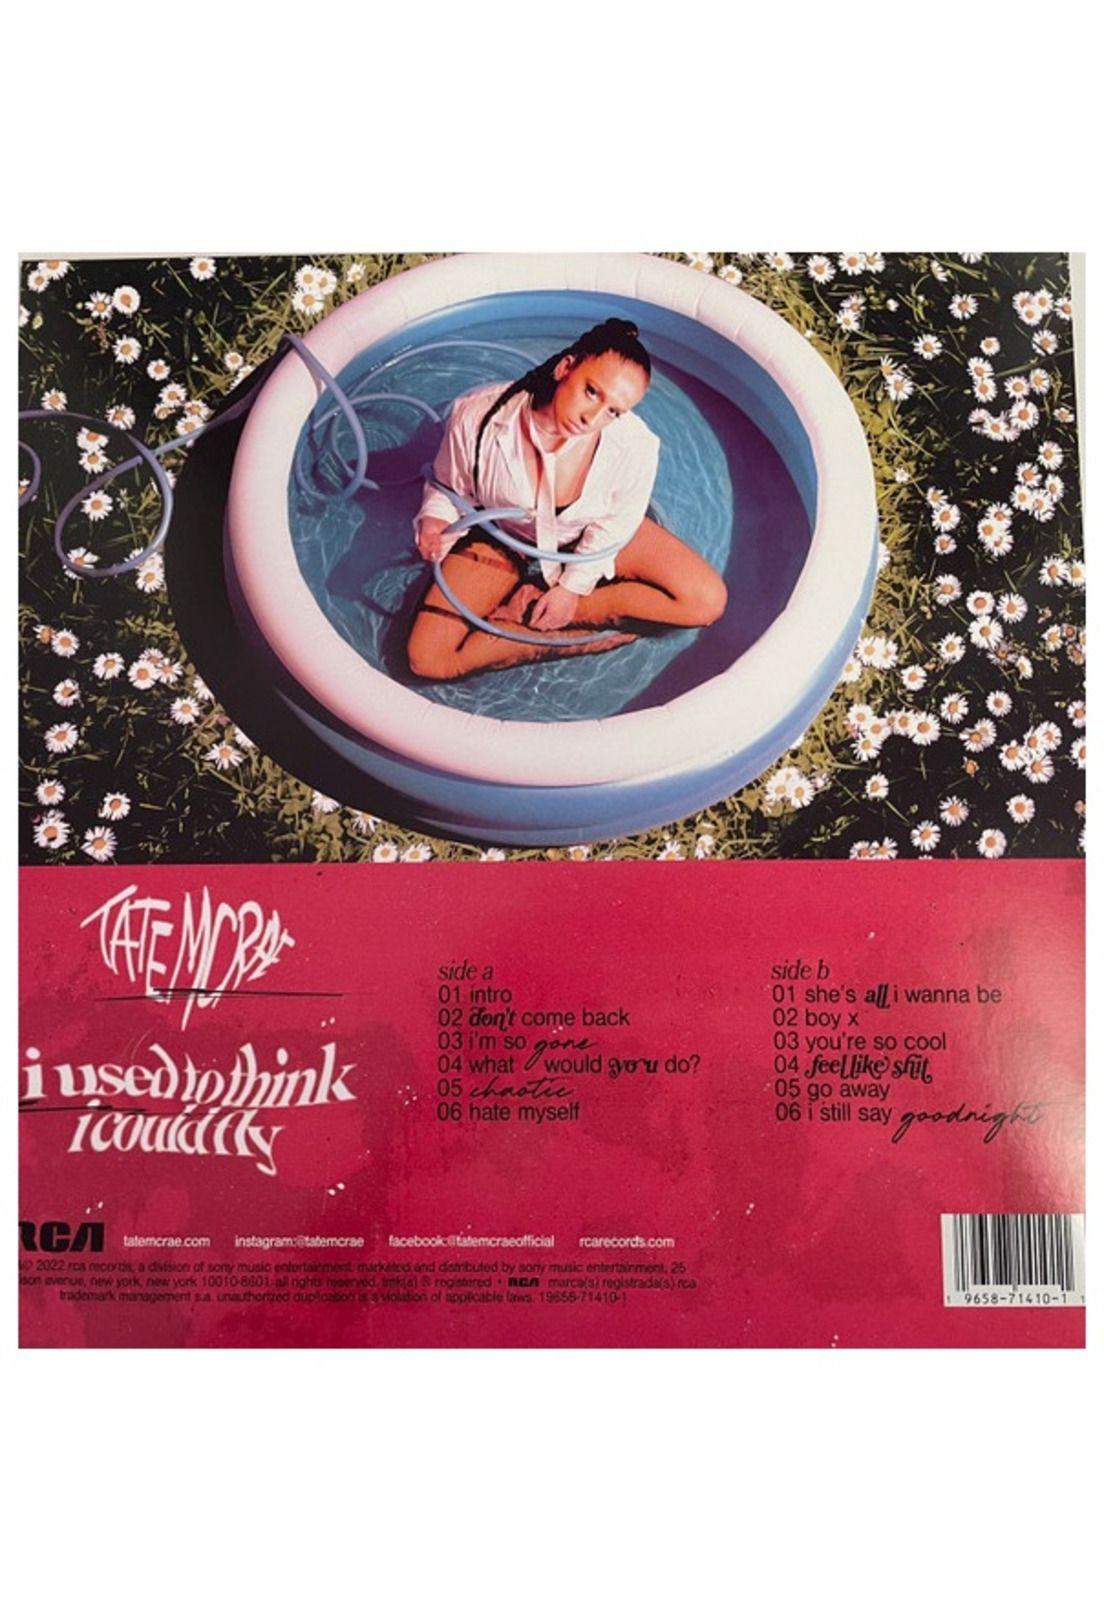 TATE MCRAE
i used to think
i could fly
side a
01 intro
02 don't come back
03 i'm so gone
04 what would you do?
05 chaotic
06 hate myself
side b
01 she's all i wanna be
02 boy x
03 you're so cool
04 feel like shit
05 go away
06 i still say goodnight
RCA tatemcrae.com instagram:@tatemcrae facebook:@tatemcraeofficial rcarecords.com
© 2022 rca records, a division of sony music entertainment. marketed and distributed by sony music entertainment, 25
ison avenue, new york, new york 10010-8601. all rights reserved. tmk(s) ® registered • RCA marca(s) registrada(s) rca
trademark management s.a. unauthorized duplication is a violation of applicable laws. 19658-71410-1
1 9658-71410-1 1